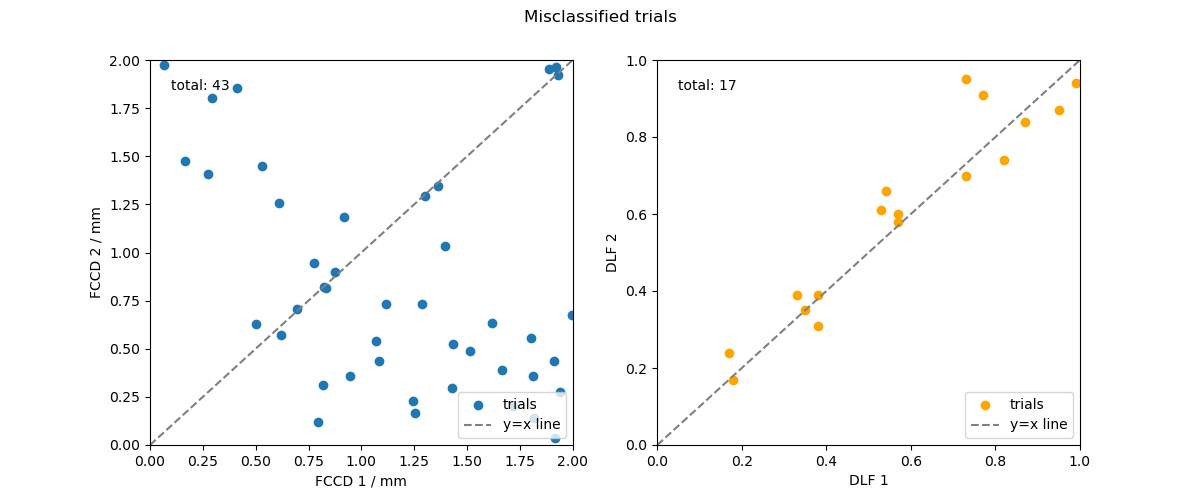 Misclassified trials
total: 43
2.00
1.75
1.50
1.25
1.00
0.75
0.50
0.25
0.00
FCCD 2 / mm
trials
y=x line
0.00 0.25 0.50 0.75 1.00 1.25 1.50 1.75 2.00
FCCD 1 / mm
total: 17
1.0
0.8
0.6
0.4
0.2
0.0
DLF 2
trials
y=x line
0.0 0.2 0.4 0.6 0.8 1.0
DLF 1